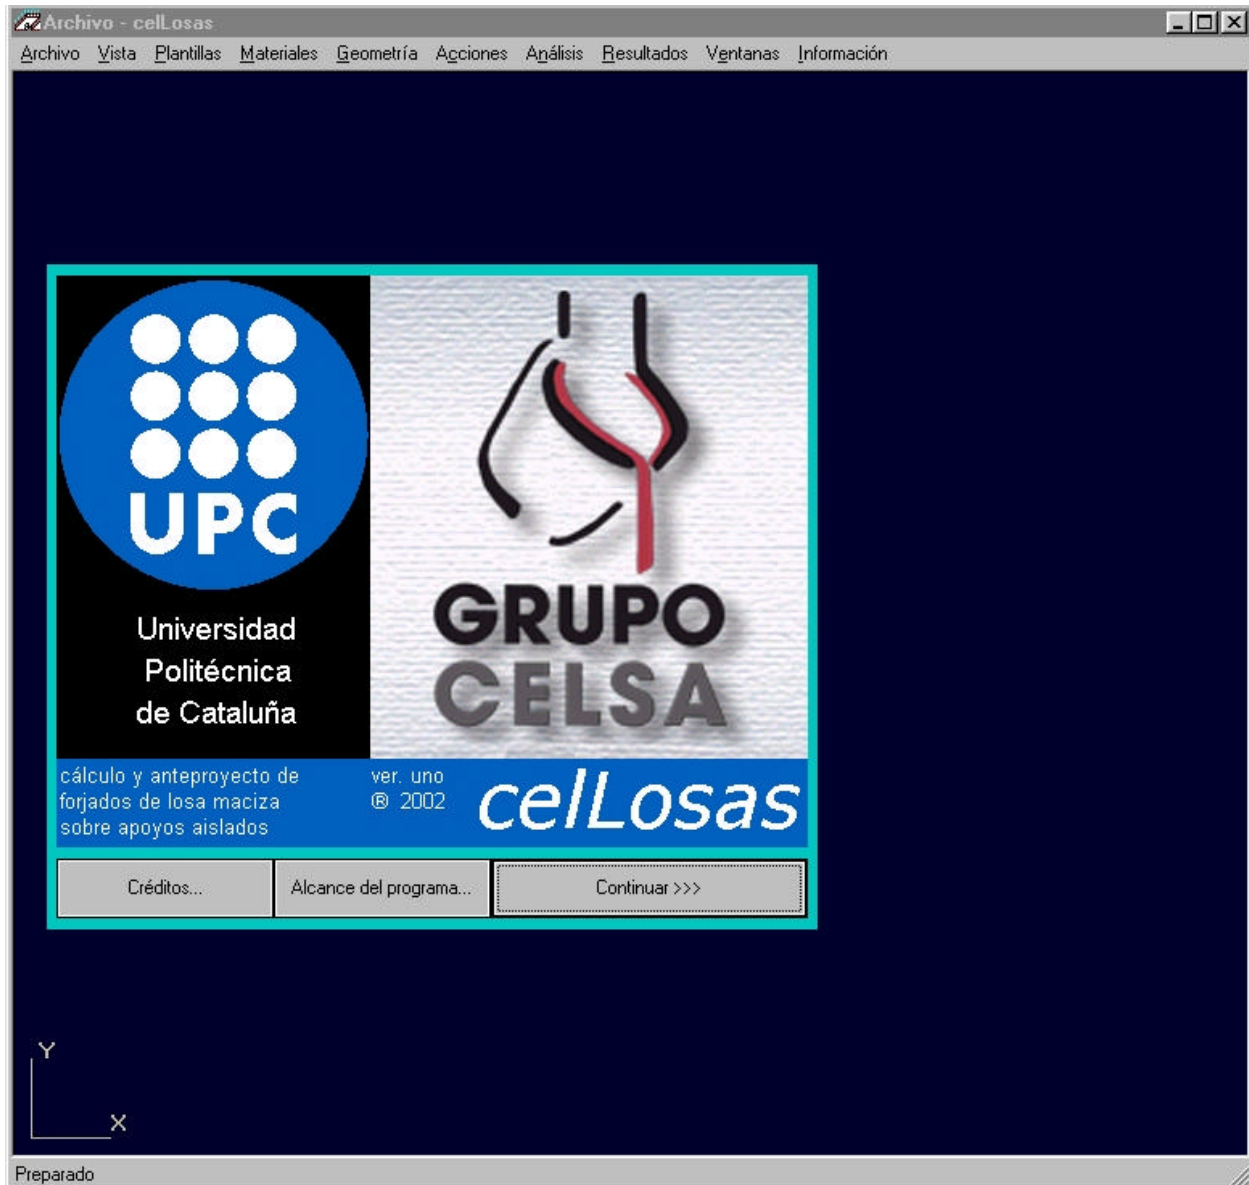 Archivo - celLosas
Archivo Vista Plantillas Materiales Geometría Acciones Análisis Resultados Ventanas Información
UPC
Universidad
Politécnica
de Cataluña
GRUPO
CELSA
cálculo y anteproyecto de
forjados de losa maciza
sobre apoyos aislados
ver. uno
® 2002
celLosas
Créditos... Alcance del programa... Continuar >>>
Y
X
Preparado